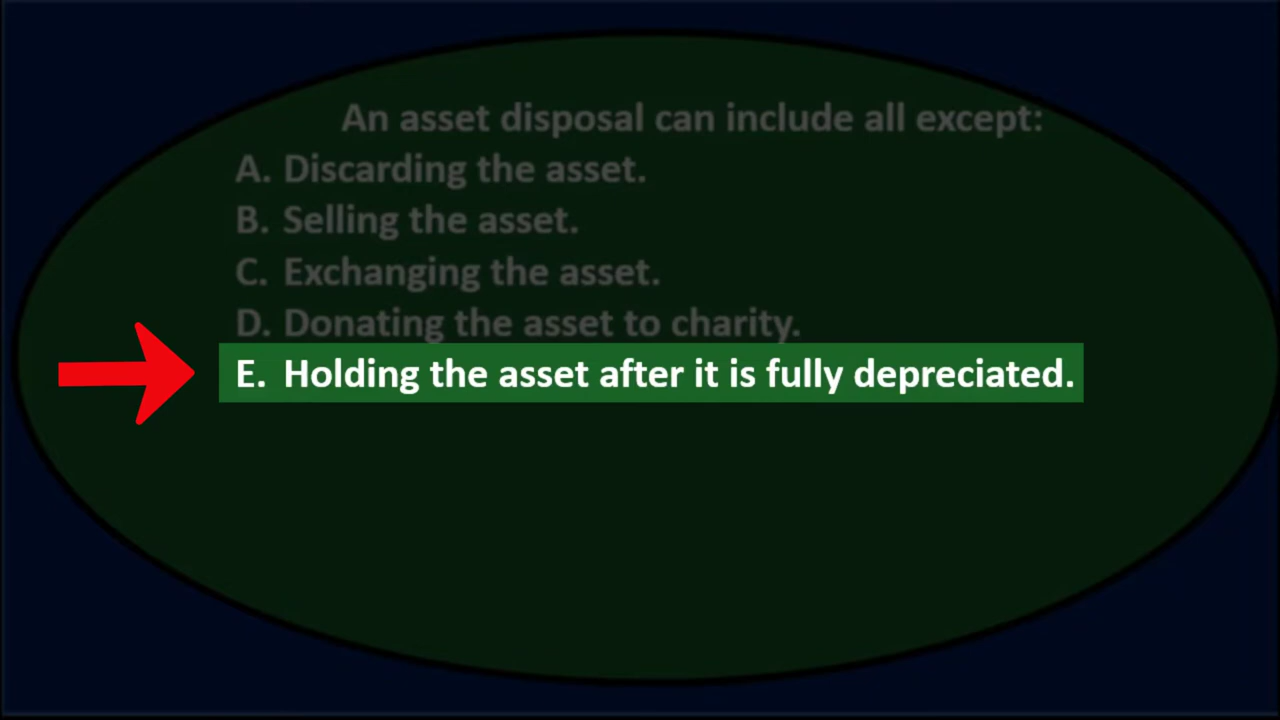 An asset disposal can include all except:
A. Discarding the asset.
B. Selling the asset.
C. Exchanging the asset.
D. Donating the asset to charity.
E. Holding the asset after it is fully depreciated.